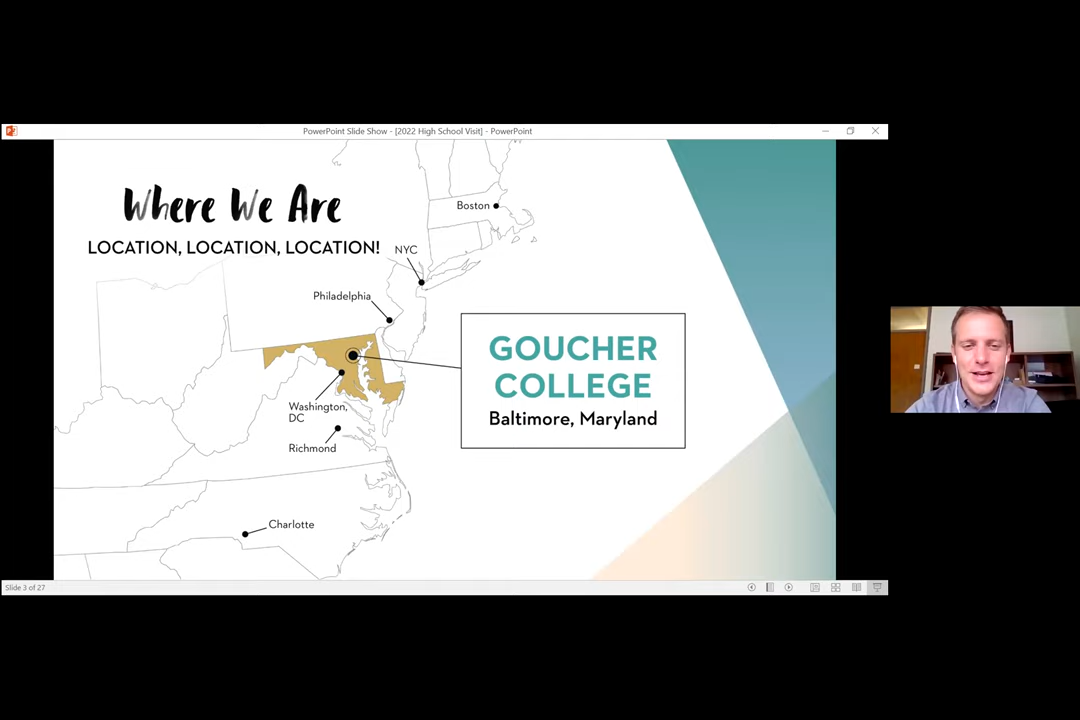 PowerPoint Slide Show - [2022 High School Visit] - PowerPoint
Where We Are
LOCATION, LOCATION, LOCATION!
Boston
NYC
Philadelphia
GOUCHER
COLLEGE
Baltimore, Maryland
Washington,
DC
Richmond
Charlotte
Slide 3 of 27